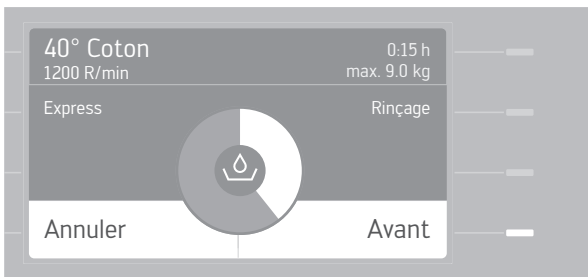 40° Coton 0:15 h
1200 R/min max. 9.0 kg
Express Rinçage
Annuler Avant